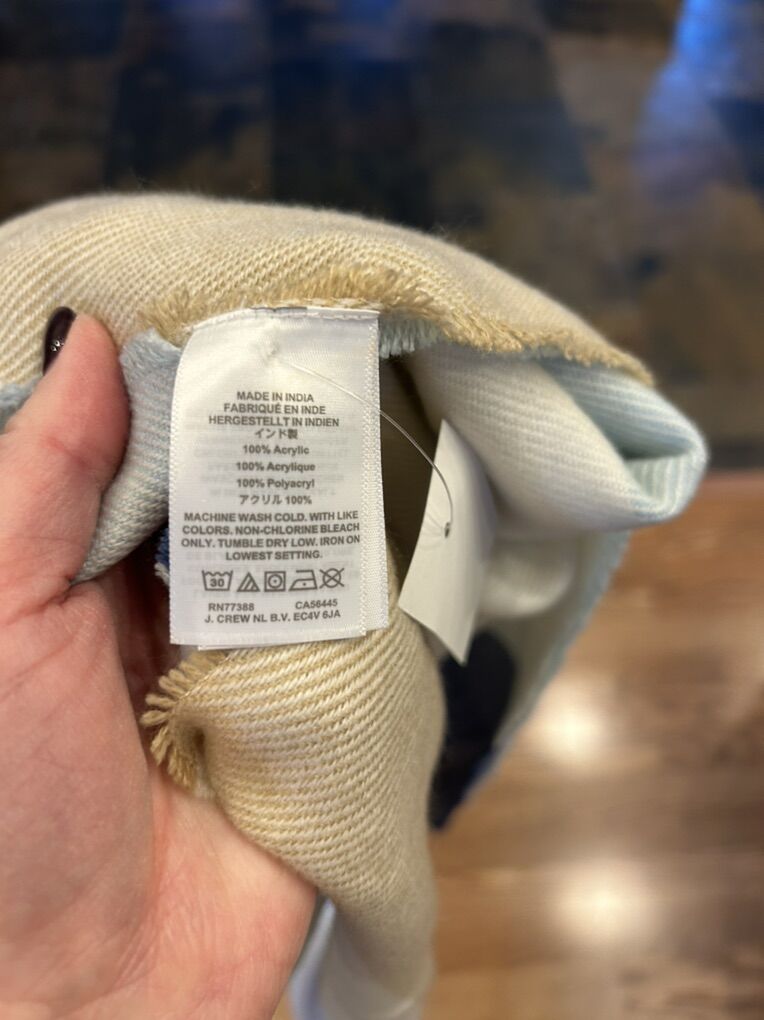 MADE IN INDIA
FABRIQUÉ EN INDE
HERGESTELLT IN INDIEN
インド製
100% Acrylic
100% Acrylique
100% Polyacryl
アクリル 100%
MACHINE WASH COLD. WITH LIKE
COLORS. NON-CHLORINE BLEACH
ONLY. TUMBLE DRY LOW. IRON ON
LOWEST SETTING.
30
RN77388 CA56445
J. CREW NL B.V. EC4V 6JA